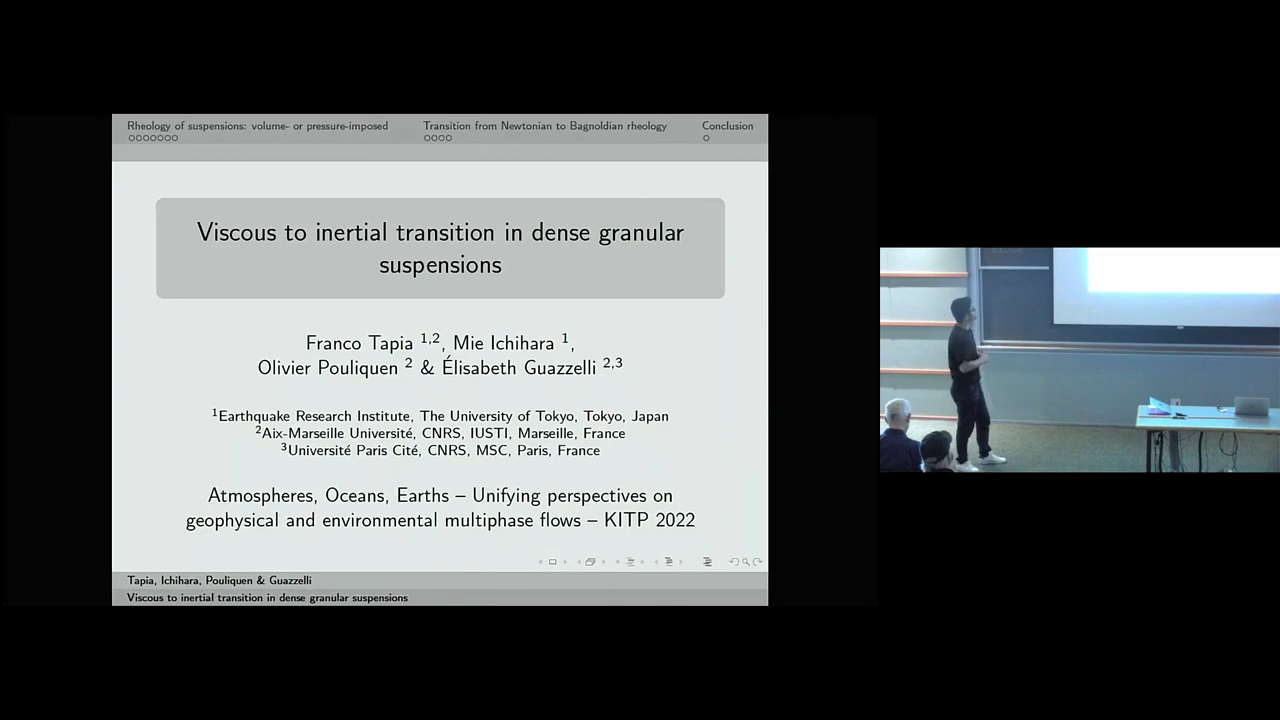 Rheology of suspensions: volume- or pressure-imposed
Transition from Newtonian to Bagnoldian rheology
Conclusion
Viscous to inertial transition in dense granular
suspensions
Franco Tapia 1,2, Mie Ichihara 1,
Olivier Pouliquen 2 & Élisabeth Guazzelli 2,3
1Earthquake Research Institute, The University of Tokyo, Tokyo, Japan
2Aix-Marseille Université, CNRS, IUSTI, Marseille, France
3Université Paris Cité, CNRS, MSC, Paris, France
Atmospheres, Oceans, Earths – Unifying perspectives on
geophysical and environmental multiphase flows – KITP 2022
Tapia, Ichihara, Pouliquen & Guazzelli
Viscous to inertial transition in dense granular suspensions